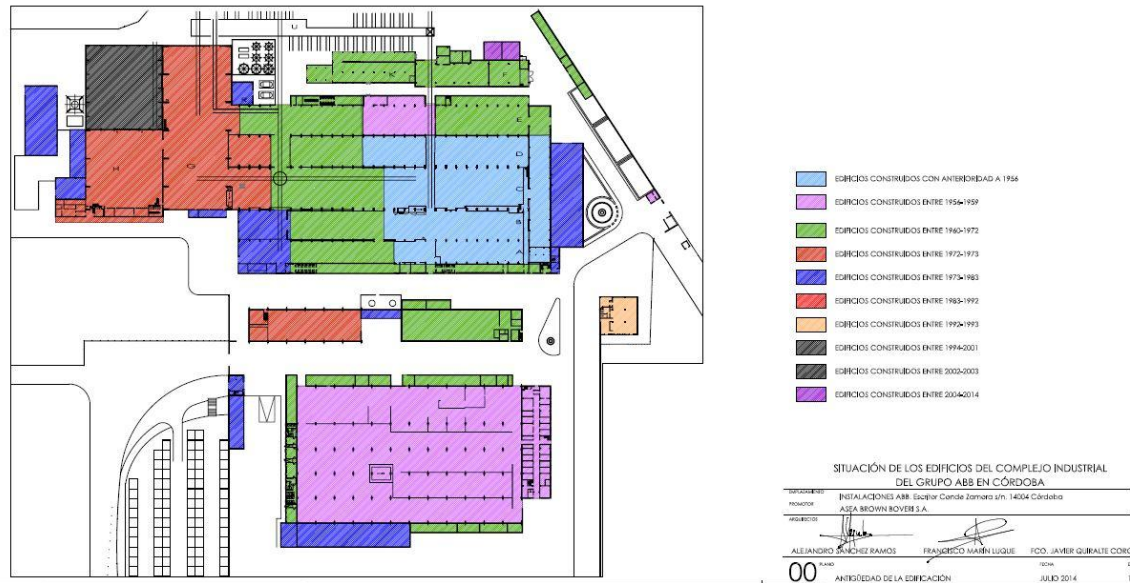 EDIFICIOS CONSTRUIDOS CON ANTERIORIDAD A 1956
EDIFICIOS CONSTRUIDOS ENTRE 1956-1959
EDIFICIOS CONSTRUIDOS ENTRE 1960-1972
EDIFICIOS CONSTRUIDOS ENTRE 1972-1973
EDIFICIOS CONSTRUIDOS ENTRE 1973-1983
EDIFICIOS CONSTRUIDOS ENTRE 1983-1992
EDIFICIOS CONSTRUIDOS ENTRE 1992-1993
EDIFICIOS CONSTRUIDOS ENTRE 1994-2001
EDIFICIOS CONSTRUIDOS ENTRE 2002-2003
EDIFICIOS CONSTRUIDOS ENTRE 2004-2014
SITUACIÓN DE LOS EDIFICIOS DEL COMPLEJO INDUSTRIAL
DEL GRUPO ABB EN CÓRDOBA
EMPLAZAMIENTO INSTALACIONES ABB. Escritor Conde Zamora s/n. 14004 Córdoba
PROMOTOR ASEA BROWN BOVERI S.A.
ARQUITECTOS
ALEJANDRO SÁNCHEZ RAMOS FRANCISCO MARÍN LUQUE FCO. JAVIER QUIRALTE
PLANO FECHA
00 ANTIGÜEDAD DE LA EDIFICACIÓN JULIO 2014